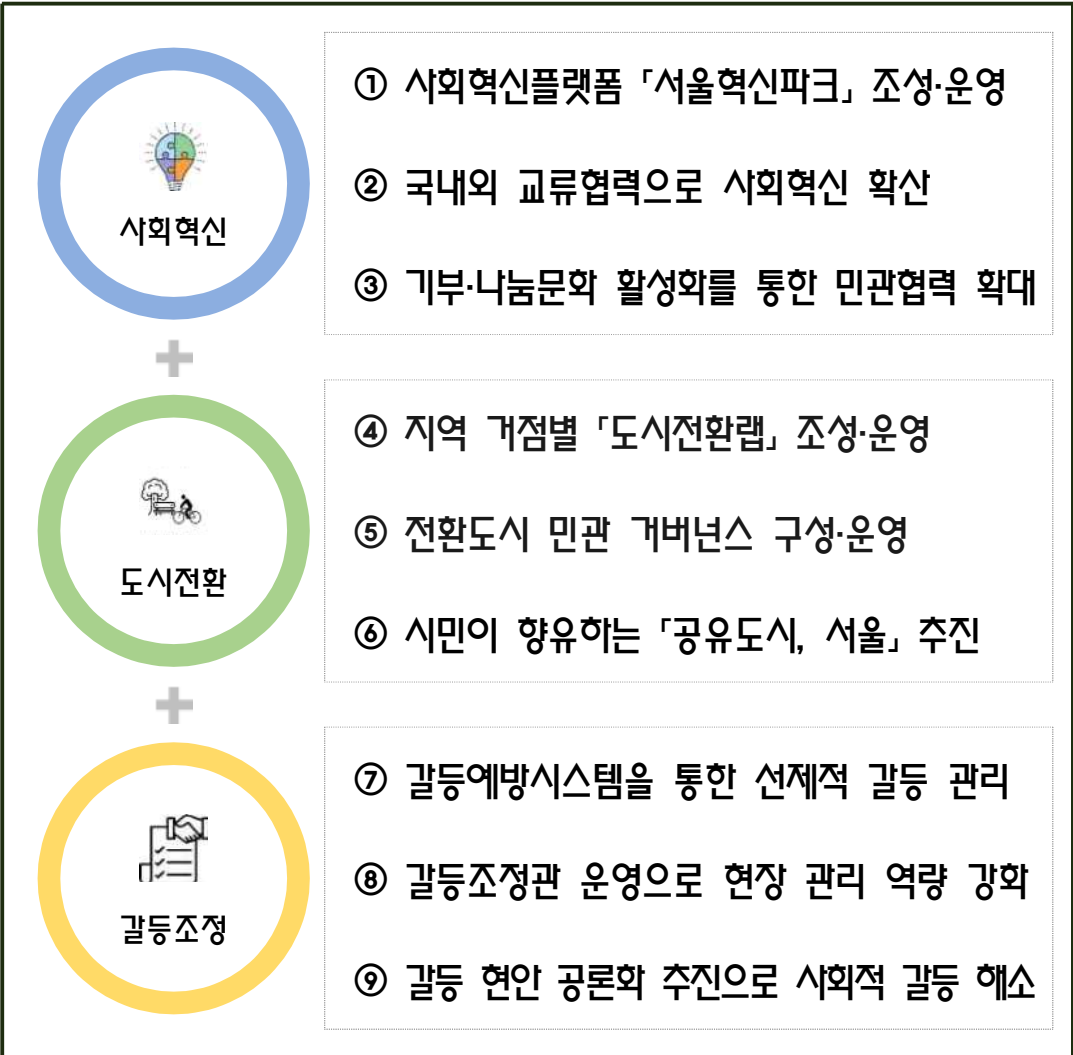 사회혁신
① 사회혁신플랫폼 「서울혁신파크」 조성·운영
② 국내외 교류협력으로 사회혁신 확산
③ 기부·나눔문화 활성화를 통한 민관협력 확대
도시전환
④ 지역 거점별 「도시전환랩」 조성·운영
⑤ 전환도시 민관 거버넌스 구성·운영
⑥ 시민이 향유하는 「공유도시, 서울」 추진
갈등조정
⑦ 갈등예방시스템을 통한 선제적 갈등 관리
⑧ 갈등조정관 운영으로 현장 관리 역량 강화
⑨ 갈등 현안 공론화 추진으로 사회적 갈등 해소